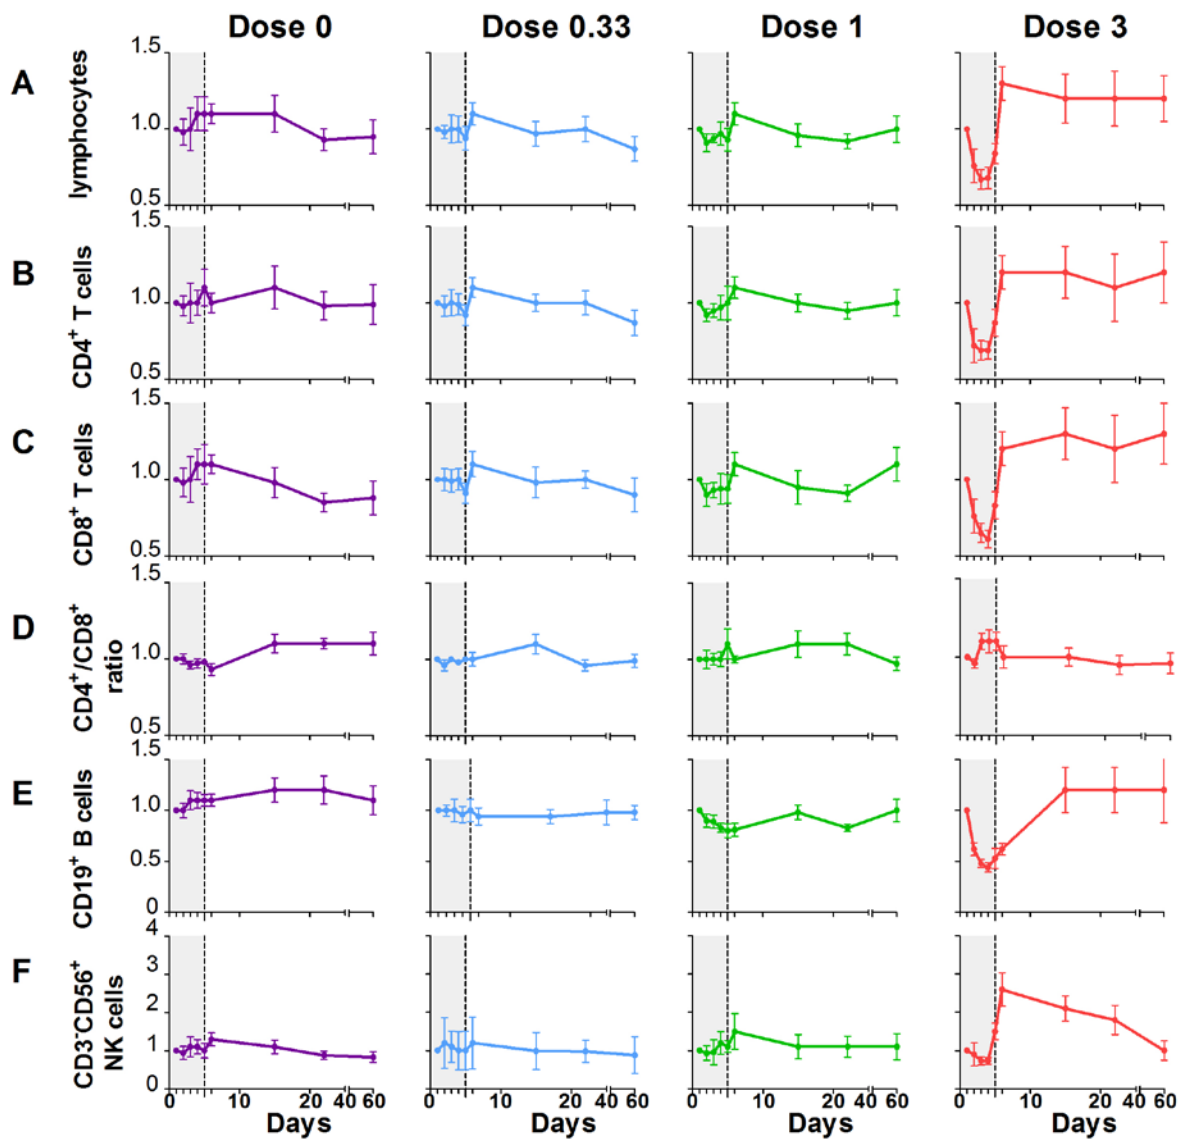 Dose 0 Dose 0.33 Dose 1 Dose 3
A
lymphocytes
1.5
1.0
0.5
B
CD4+ T cells
1.5
1.0
0.5
C
CD8+ T cells
1.5
1.0
0.5
D
CD4+/CD8+
ratio
1.5
1.0
0.5
E
CD19+ B cells
1.5
1.0
0.5
0
F
CD3-CD56+
NK cells
4
3
2
1
0
0 10 20 40 60 0 20 40 60 0 10 20 40 60 0 10 20 40 60
Days Days Days Days